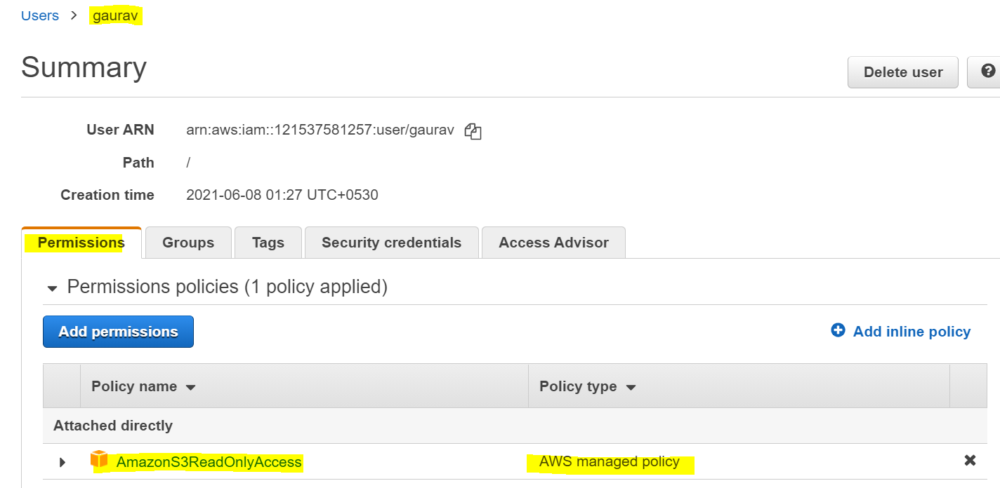 Users > gaurav
Summary
Delete user
User ARN arn:aws:iam::121537581257:user/gaurav
Path /
Creation time 2021-06-08 01:27 UTC+0530
Permissions Groups Tags Security credentials Access Advisor
Permissions policies (1 policy applied)
Add permissions Add inline policy
Policy name Policy type
Attached directly
AmazonS3ReadOnlyAccess AWS managed policy